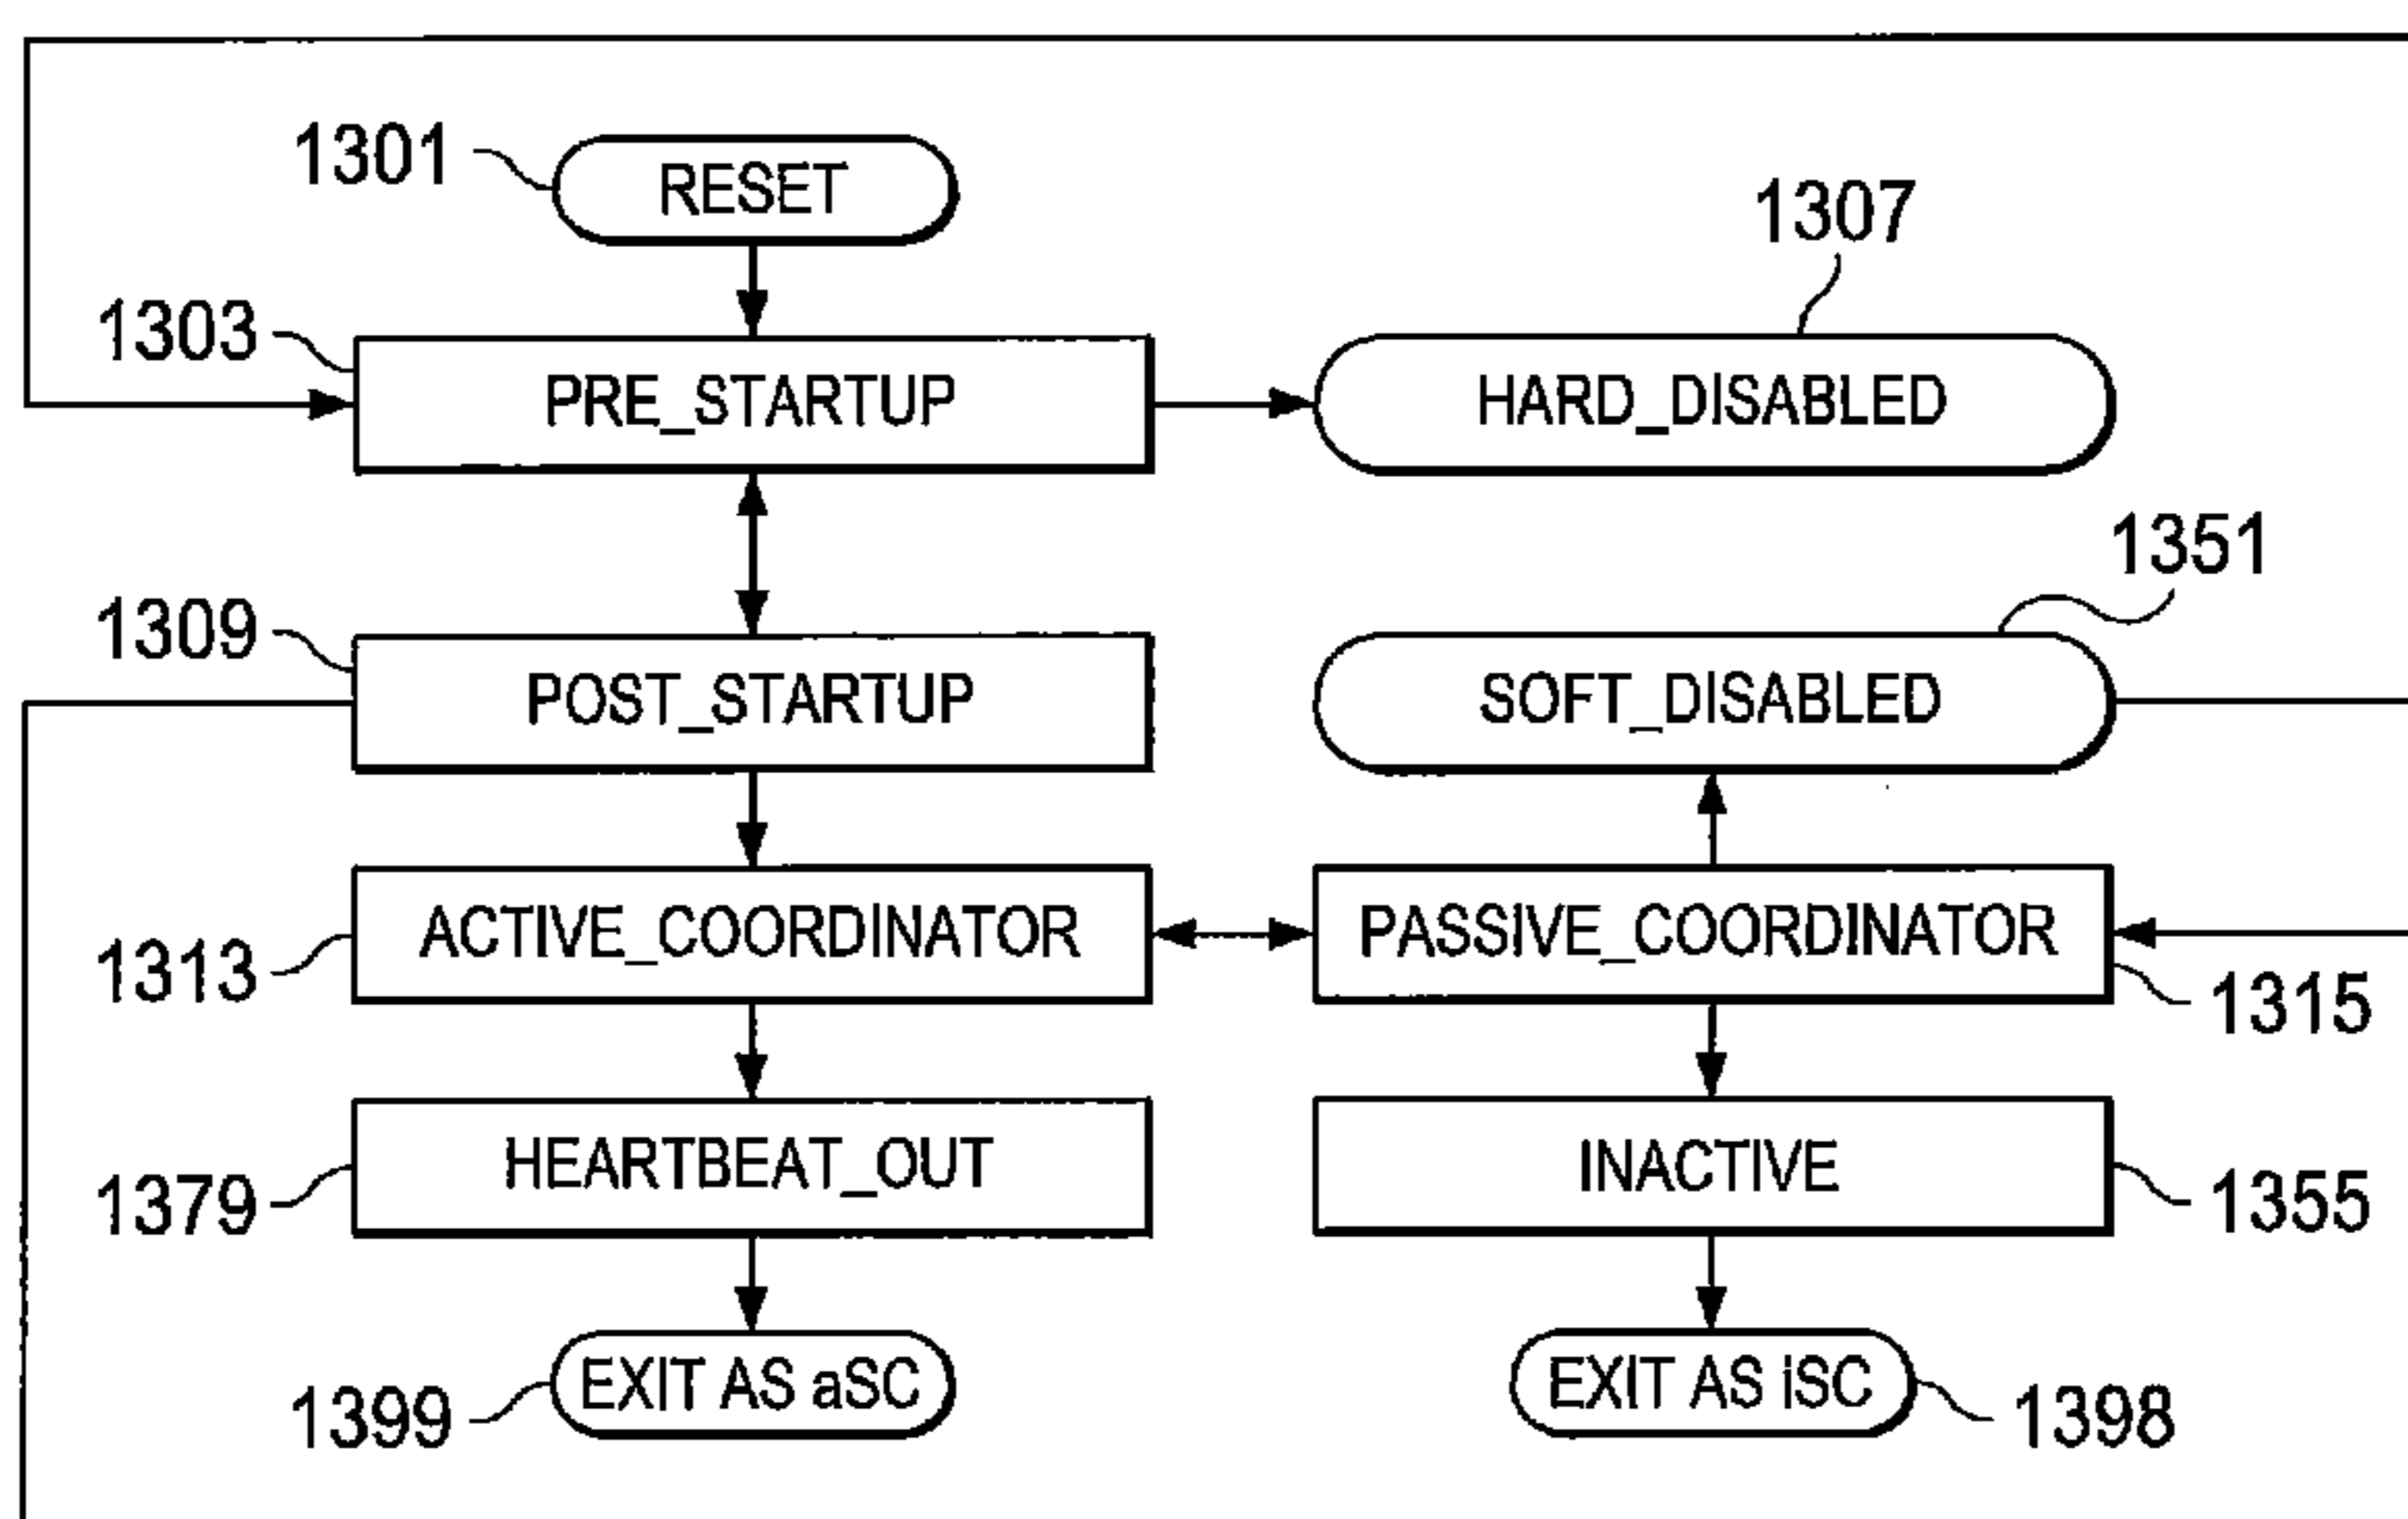 1301
RESET
1307
1303
PRE_STARTUP
HARD_DISABLED
1351
1309
POST_STARTUP
SOFT_DISABLED
1313
ACTIVE_COORDINATOR
PASSIVE_COORDINATOR
1315
1379
HEARTBEAT_OUT
INACTIVE
1355
1399
EXIT AS aSC
EXIT AS iSC
1398